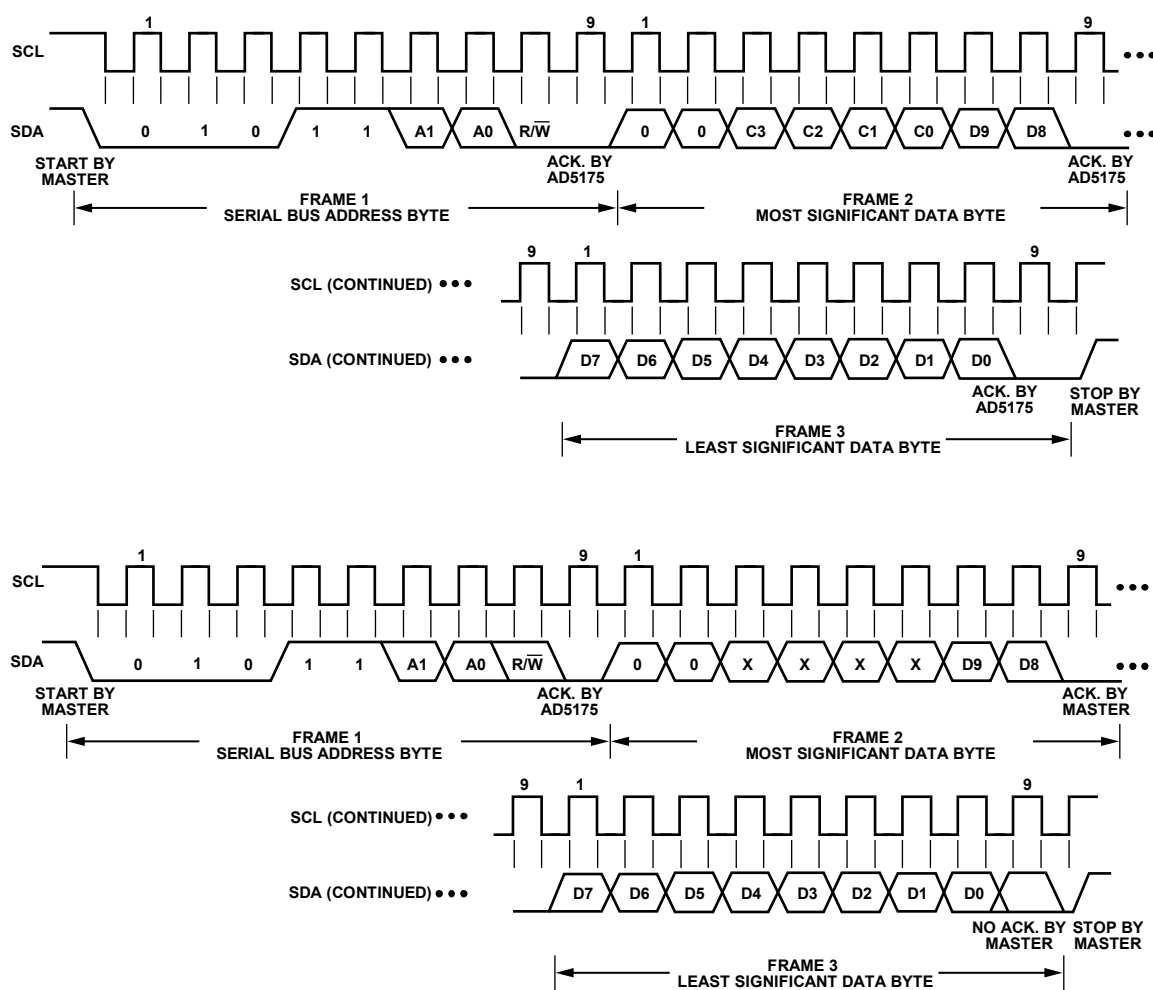 1 9 1 9
SCL
SDA 0 1 0 1 1 A1 A0 R/W̅ 0 0 C3 C2 C1 C0 D9 D8
START BY MASTER
ACK. BY AD5175
ACK. BY AD5175
FRAME 1
SERIAL BUS ADDRESS BYTE
FRAME 2
MOST SIGNIFICANT DATA BYTE
9 1 9
SCL (CONTINUED)
SDA (CONTINUED) D7 D6 D5 D4 D3 D2 D1 D0
ACK. BY AD5175
STOP BY MASTER
FRAME 3
LEAST SIGNIFICANT DATA BYTE
1 9 1 9
SCL
SDA 0 1 0 1 1 A1 A0 R/W̅ 0 0 X X X X D9 D8
START BY MASTER
ACK. BY AD5175
ACK. BY MASTER
FRAME 1
SERIAL BUS ADDRESS BYTE
FRAME 2
MOST SIGNIFICANT DATA BYTE
9 1 9
SCL (CONTINUED)
SDA (CONTINUED) D7 D6 D5 D4 D3 D2 D1 D0
NO ACK. BY MASTER
STOP BY MASTER
FRAME 3
LEAST SIGNIFICANT DATA BYTE